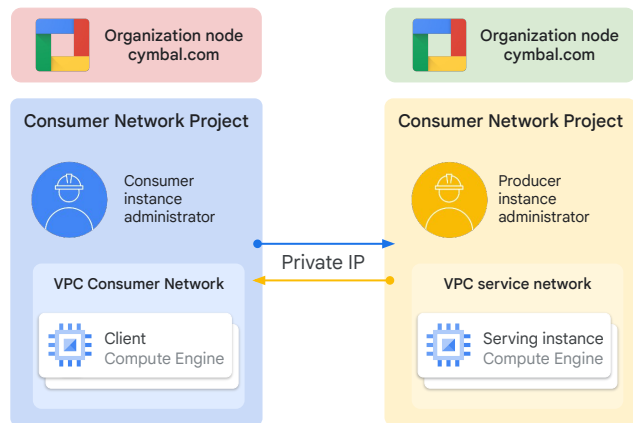 Organization node
cymbal.com
Organization node
cymbal.com
Consumer Network Project
Consumer
instance
administrator
VPC Consumer Network
Client
Compute Engine
Private IP
Consumer Network Project
Producer
instance
administrator
VPC service network
Serving instance
Compute Engine